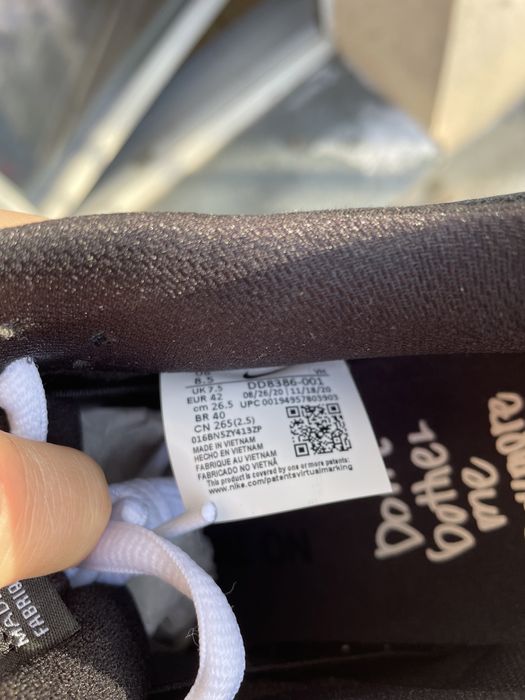 8.5
VN
UK 7.5
DD8386-001
EUR 42
08/26/20 | 11/18/20
cm 26.5
UPC 00194957803903
BR 40
CN 265(2.5)
016BN5ZY413ZP
MADE IN VIETNAM
HECHO EN VIETNAM
FABRIQUE AU VIETNAM
FABRICADO NO VIETNÃ
This product is covered by one or more patents:
www.nike.com/patentsvirtualmarking
bother
me